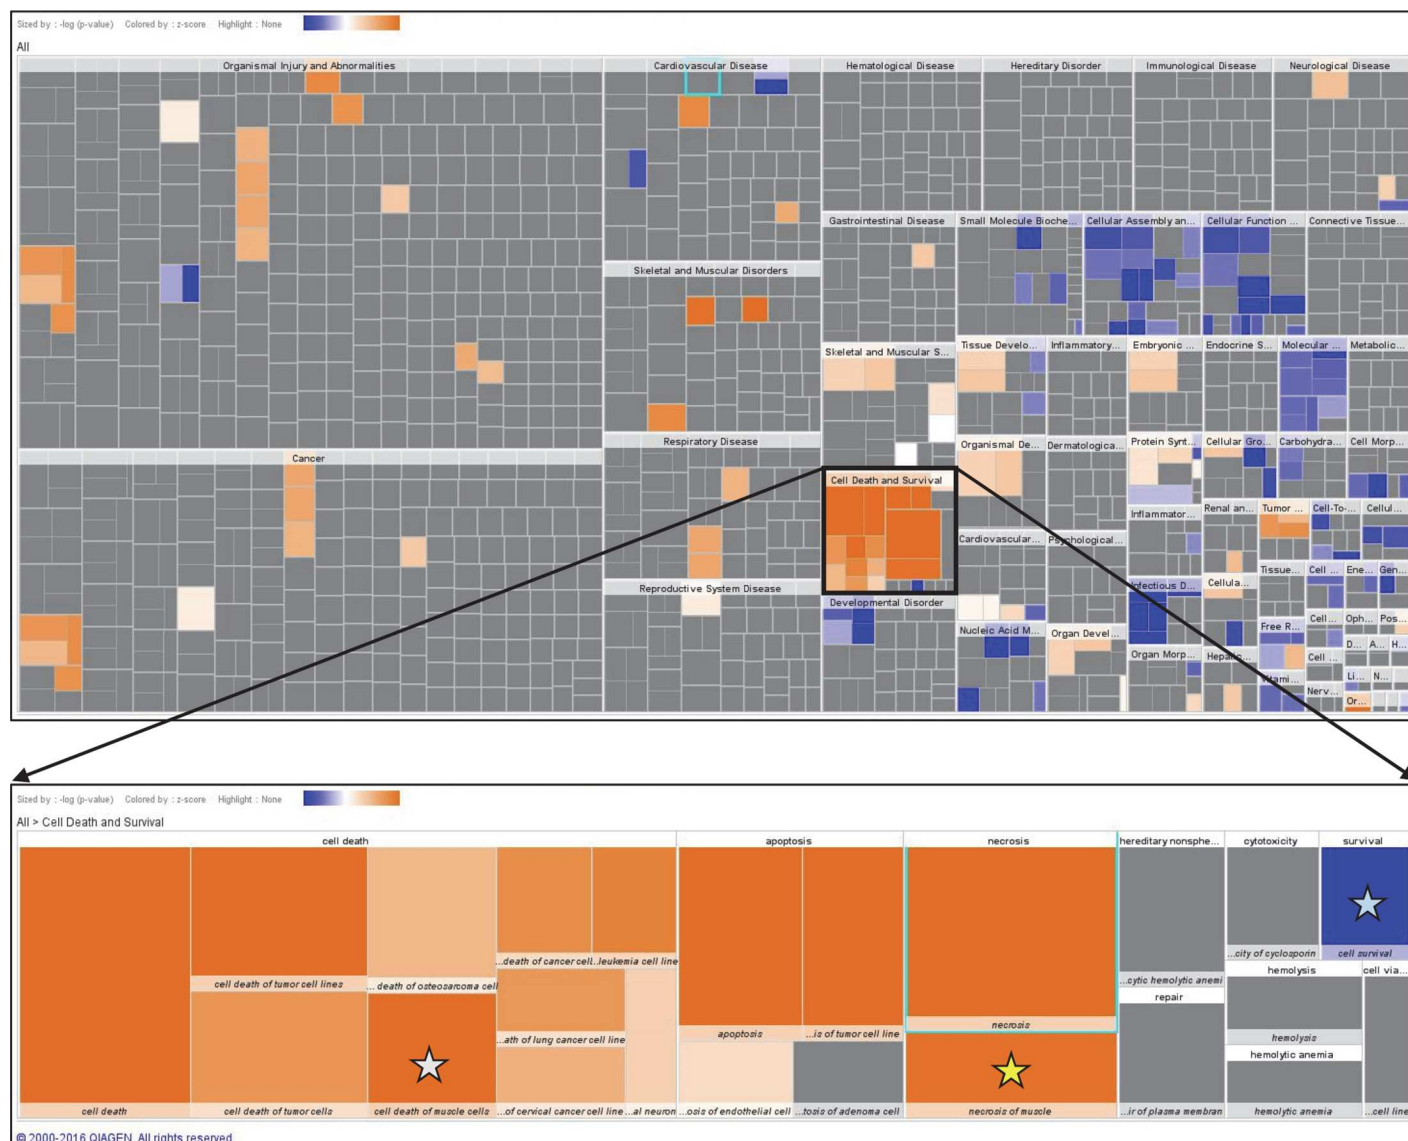 Sized by : -log (p-value) Colored by : z-score Highlight : None
All
Organismal Injury and Abnormalities
Cardiovascular Disease
Hematological Disease
Hereditary Disorder
Immunological Disease
Neurological Disease
Gastrointestinal Disease
Small Molecule Bioche...
Cellular Assembly an...
Cellular Function ...
Connective Tissue...
Skeletal and Muscular Disorders
Skeletal and Muscular S...
Tissue Develo...
Inflammatory...
Embryonic ...
Endocrine S...
Molecular ...
Metabolic...
Respiratory Disease
Organismal De...
Dermatologica...
Protein Synt...
Cellular Gro...
Carbohydra...
Cell Morp...
Cancer
Cell Death and Survival
Inflammator...
Renal an...
Tumor ...
Cell-To-...
Cellul...
Cardiovascular...
Psychological...
Tissue...
Cell ...
Ene...
Gen...
Reproductive System Disease
Infectious D...
Cellula...
Developmental Disorder
Nucleic Acid M...
Organ Devel...
Free R...
Cell...
Oph...
Pos...
Organ Morp...
Hepatic...
Cell ...
D...
A...
H...
Vitami...
Li...
N...
Nerv...
Or...
Sized by : -log (p-value) Colored by : z-score Highlight : None
All > Cell Death and Survival
cell death
apoptosis
necrosis
hereditary nonsphe...
cytotoxicity
survival
...death of cancer cell
...leukemia cell line
...city of cyclosporin
cell survival
cell death of tumor cell lines
... death of osteosarcoma cell
...cytic hemolytic anemi
hemolysis
cell via...
repair
necrosis
apoptosis
...is of tumor cell line
...ath of lung cancer cell line
hemolysis
hemolytic anemia
cell death
cell death of tumor cells
cell death of muscle cells
...of cervical cancer cell line
...al neuron
...osis of endothelial cell
...tosis of adenoma cell
necrosis of muscle
...ir of plasma membran
hemolytic anemia
...cell line
© 2000-2016 QIAGEN. All rights reserved.